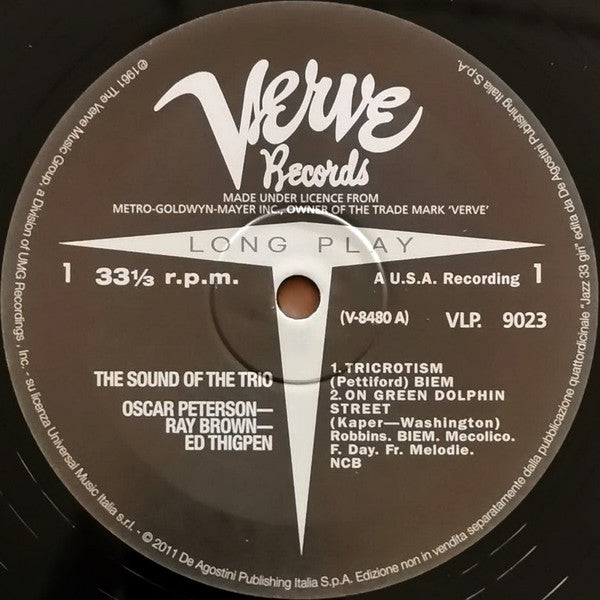 Verve
Records
MADE UNDER LICENCE FROM
METRO-GOLDWYN-MAYER INC., OWNER OF THE TRADE MARK 'VERVE'
LONG PLAY
1 33⅓ r.p.m. A U.S.A. Recording 1
(V-8480 A) VLP. 9023
THE SOUND OF THE TRIO
OSCAR PETERSON—
RAY BROWN—
ED THIGPEN
1. TRICROTISM
(Pettiford) BIEM
2. ON GREEN DOLPHIN
STREET
(Kaper—Washington)
Robbins. BIEM. Mecolico.
F. Day. Fr. Melodie.
NCB
℗1961 The Verve Music Group, a Division of UMG Recordings, Inc. - su licenza Universal Music Italia s.r.l. - © 2011 De Agostini Publishing Italia S.p.A. Edizione non in vendita separatamente dalla pubblicazione quattordicinale "Jazz 33 giri" edita da De Agostini Publishing Italia S.p.A.